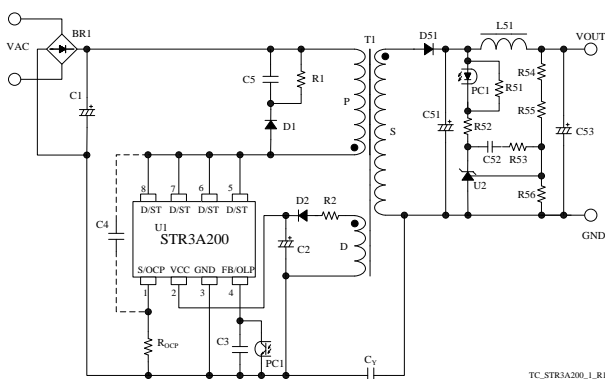 L51
BR1
T1
D51
VOUT
VAC
C5
R1
PC1
R51
R54
C1
P
R55
D1
C51
R52
C53
S
C52
R53
U2
R56
8
7
6
5
D/ST
D/ST
D/ST
D/ST
C4
U1
STR3A200
D2
R2
GND
C2
D
S/OCP
VCC
GND
FB/OLP
1
2
3
4
C3
ROCP
PC1
CY
TC_STR3A200_1_R1